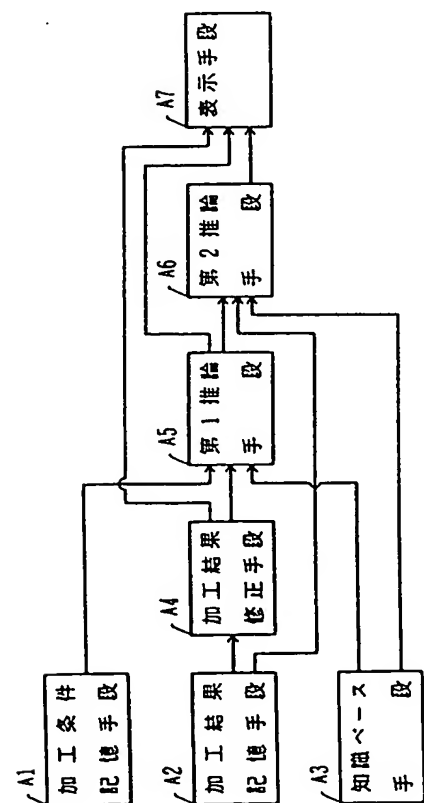 A1
加工条件
記憶手段
A2
加工結果
記憶手段
A3
知識ベース
手段
A4
加工結果
修正手段
A5
第1推論
手段
A6
第2推論
手段
A7
表示手段